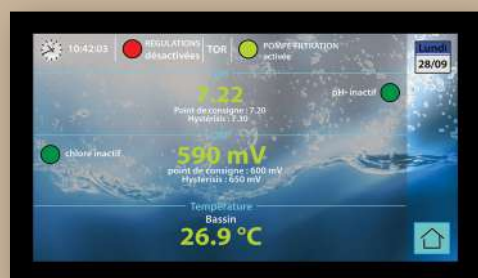 10:42:03
REGULATIONS
désactivées
TOR
POMPE FILTRATION
activée
Lundi
28/09
7.22
Point de consigne : 7.20
Hystérisis : 7.30
pH- inactif
chlore inactif
590 mV
point de consigne : 600 mV
Hystérisis : 650 mV
Température
Bassin
26.9 °C